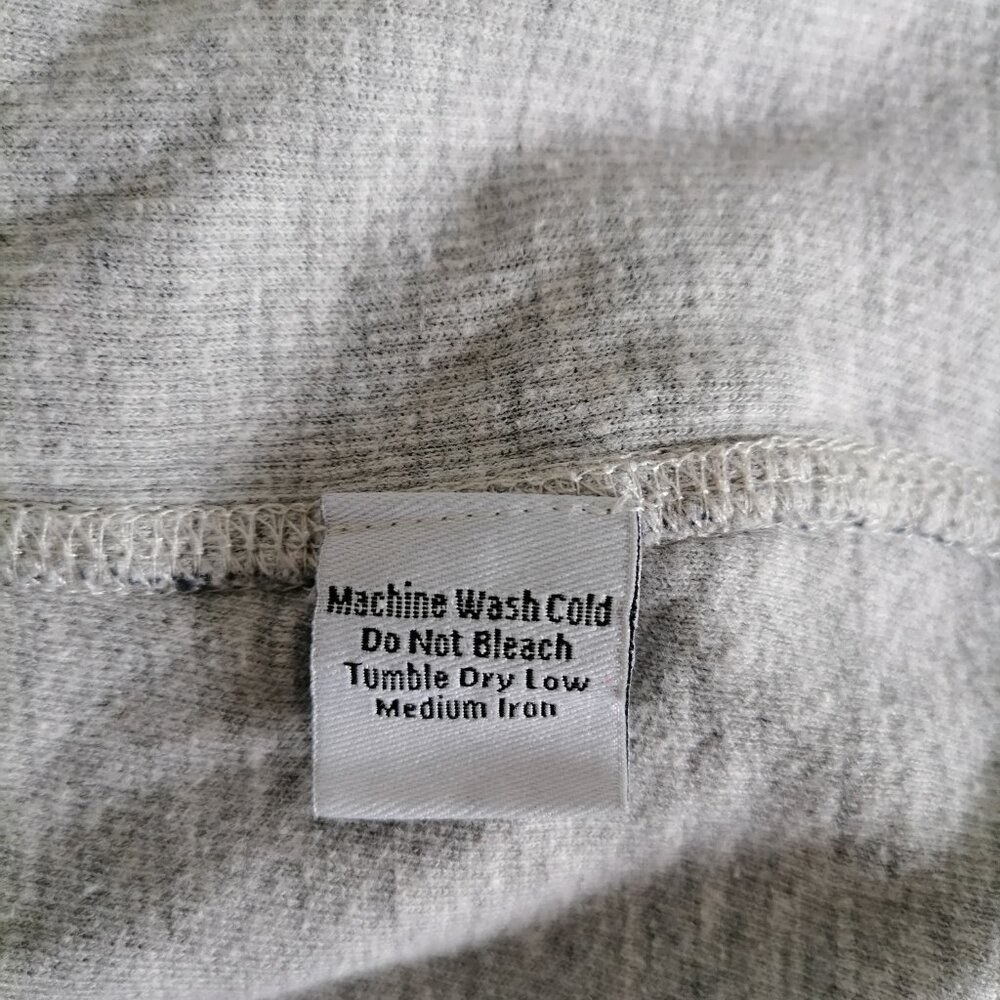 Machine Wash Cold
Do Not Bleach
Tumble Dry Low
Medium Iron